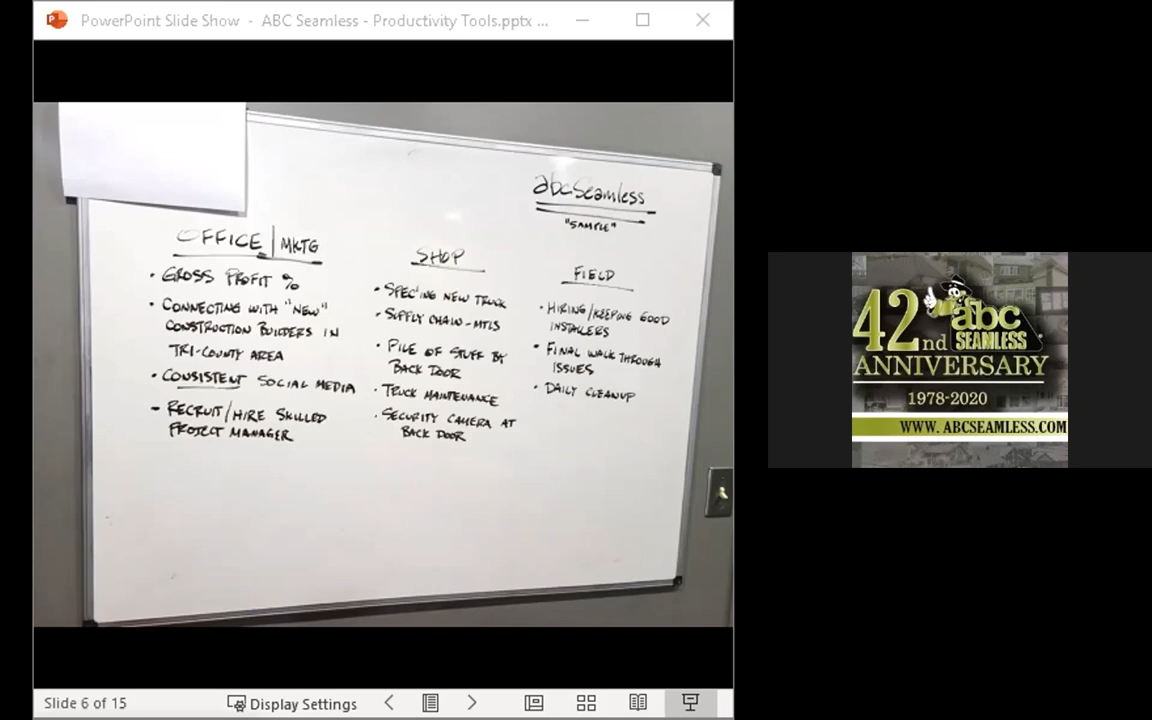 PowerPoint Slide Show - ABC Seamless - Productivity Tools.pptx ...
abcSeamless
"SAMPLE"
OFFICE | MKTG
• GROSS PROFIT %
• CONNECTING WITH "NEW"
CONSTRUCTION BUILDERS IN
TRI-COUNTY AREA
• CONSISTENT SOCIAL MEDIA
- RECRUIT/HIRE SKILLED
PROJECT MANAGER
SHOP
• SPEC'ING NEW TRUCK
• SUPPLY CHAIN - MTLS
• PILE OF STUFF BY
BACK DOOR
• TRUCK MAINTENANCE
• SECURITY CAMERA AT
BACK DOOR
FIELD
• HIRING/KEEPING GOOD
INSTALLERS
• FINAL WALK THROUGH
ISSUES
• DAILY CLEANUP
42nd
abc
SEAMLESS
ANNIVERSARY
1978-2020
WWW. ABCSEAMLESS.COM
Slide 6 of 15
Display Settings